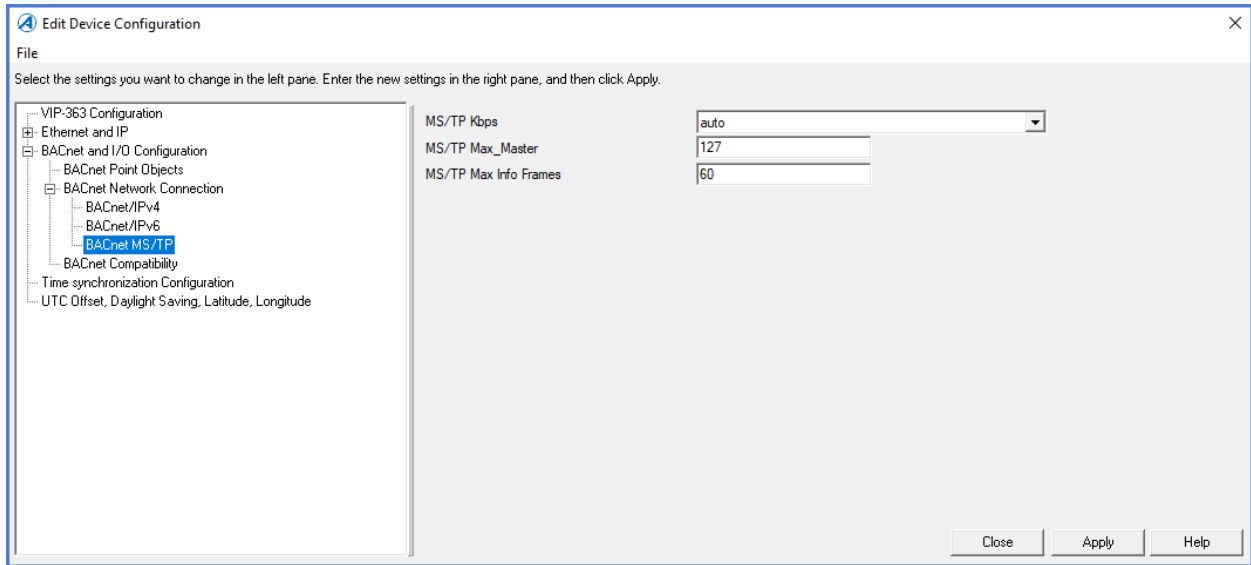 Edit Device Configuration
File
Select the settings you want to change in the left pane. Enter the new settings in the right pane, and then click Apply.
VIP-363 Configuration
Ethernet and IP
BACnet and I/O Configuration
BACnet Point Objects
BACnet Network Connection
BACnet/IPv4
BACnet/IPv6
BACnet MS/TP
BACnet Compatibility
Time synchronization Configuration
UTC Offset, Daylight Saving, Latitude, Longitude
MS/TP Kbps auto
MS/TP Max_Master 127
MS/TP Max Info Frames 60
Close Apply Help